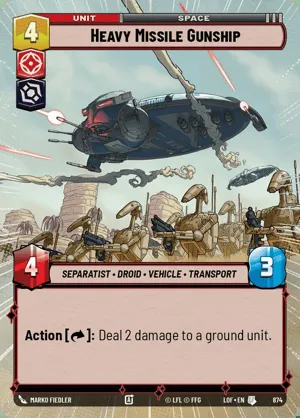 UNIT SPACE
4 HEAVY MISSILE GUNSHIP
4 3
SEPARATIST • DROID • VEHICLE • TRANSPORT
Action [ ]: Deal 2 damage to a ground unit.
MARKO FIEDLER © LFL © FFG LOF • EN 874